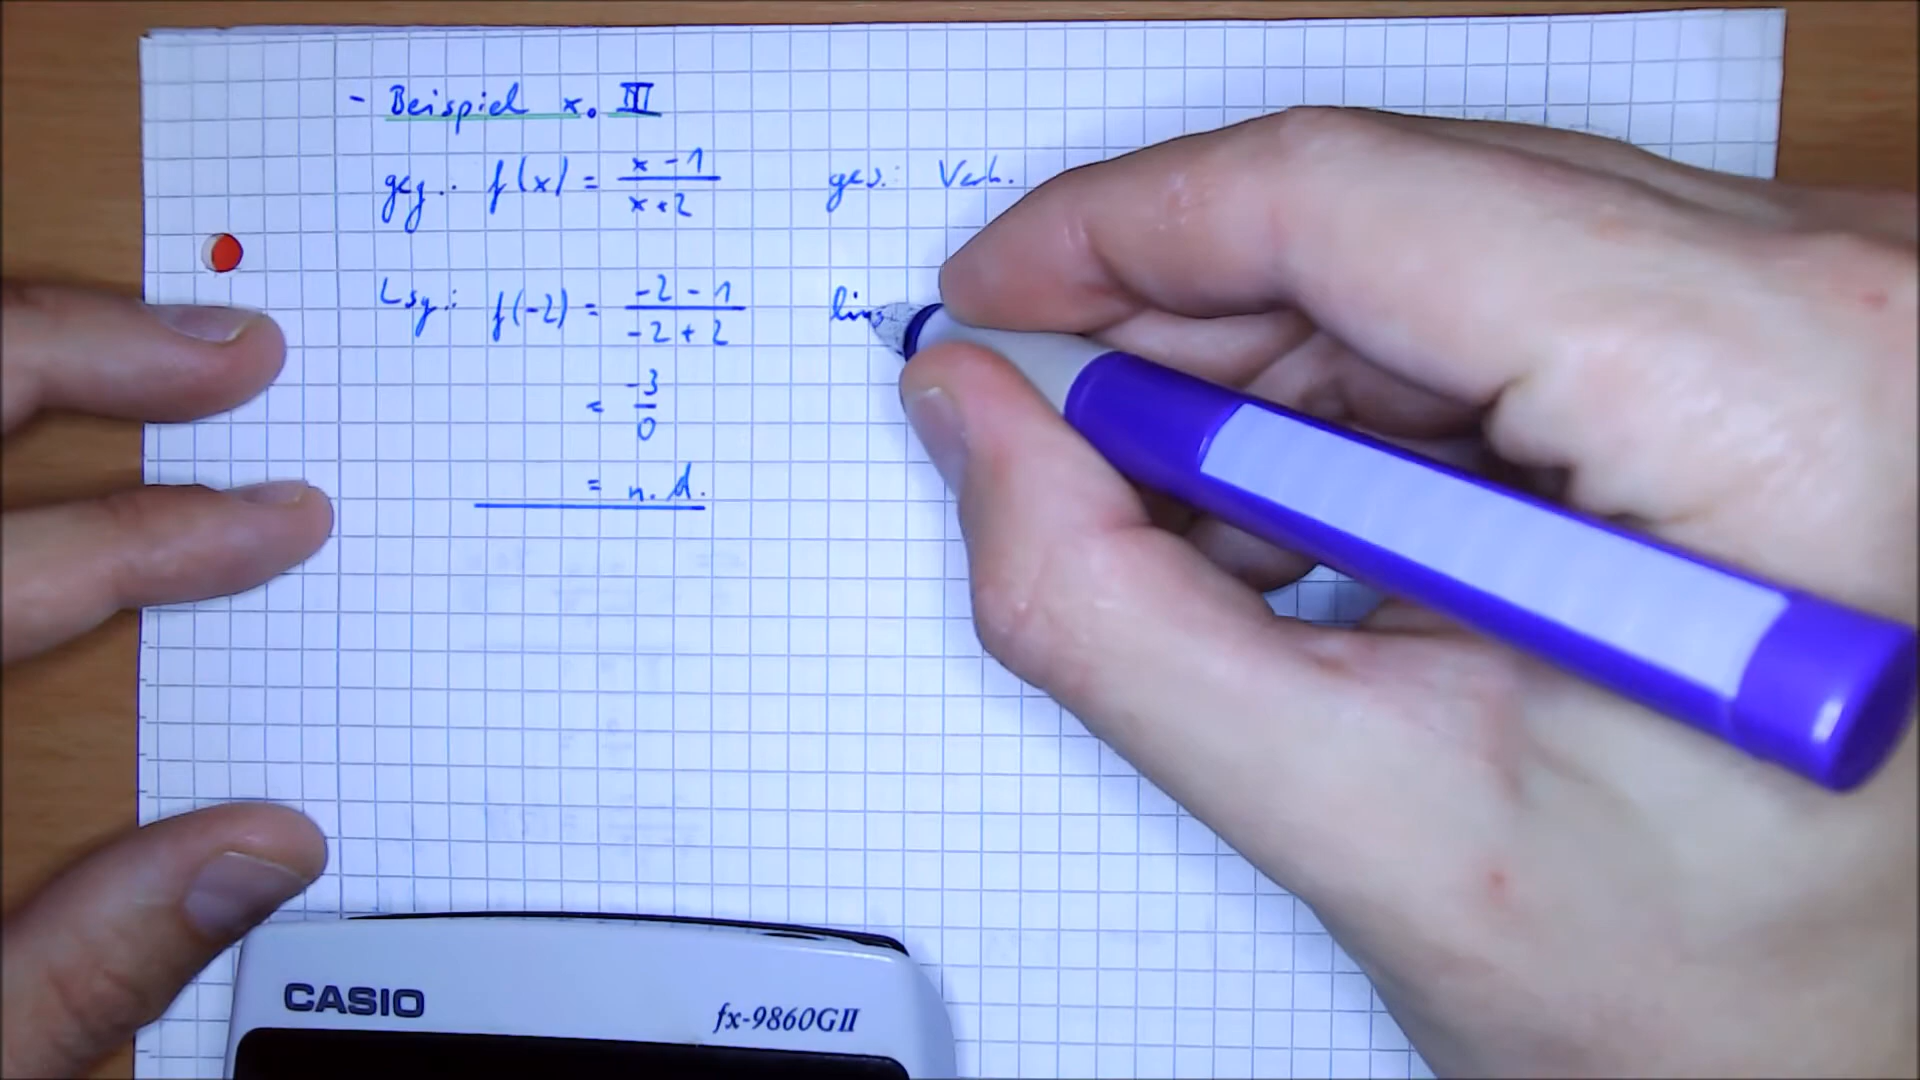 - Beispiel x. III
geg.: f(x) = x-1 / x+2 ges.: Verh.
Lsg.: f(-2) = -2-1 / -2+2 lim
= -3 / 0
= n.d.
CASIO
fx-9860GII